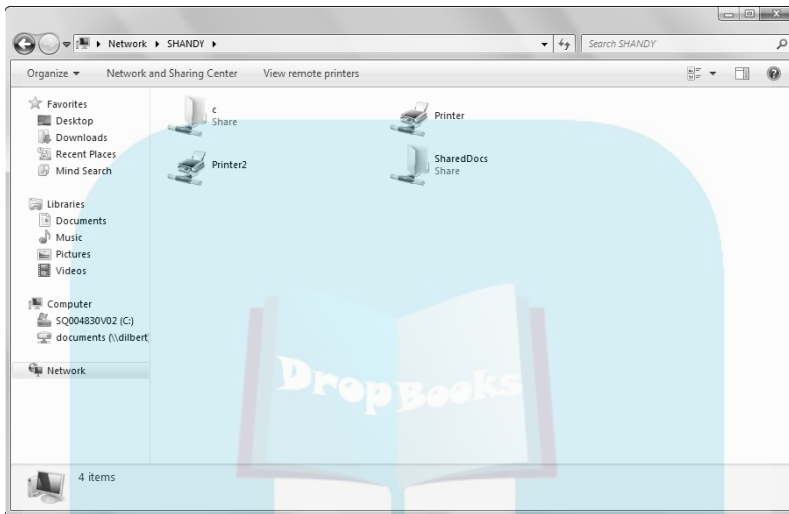 Network ▸ SHANDY ▸
Search SHANDY
Organize ▾ Network and Sharing Center View remote printers
Favorites
Desktop
Downloads
Recent Places
Mind Search
Libraries
Documents
Music
Pictures
Videos
Computer
SQ004830V02 (C:)
documents (\\dilbert
Network
c
Share
Printer
Printer2
SharedDocs
Share
DropBooks
4 items